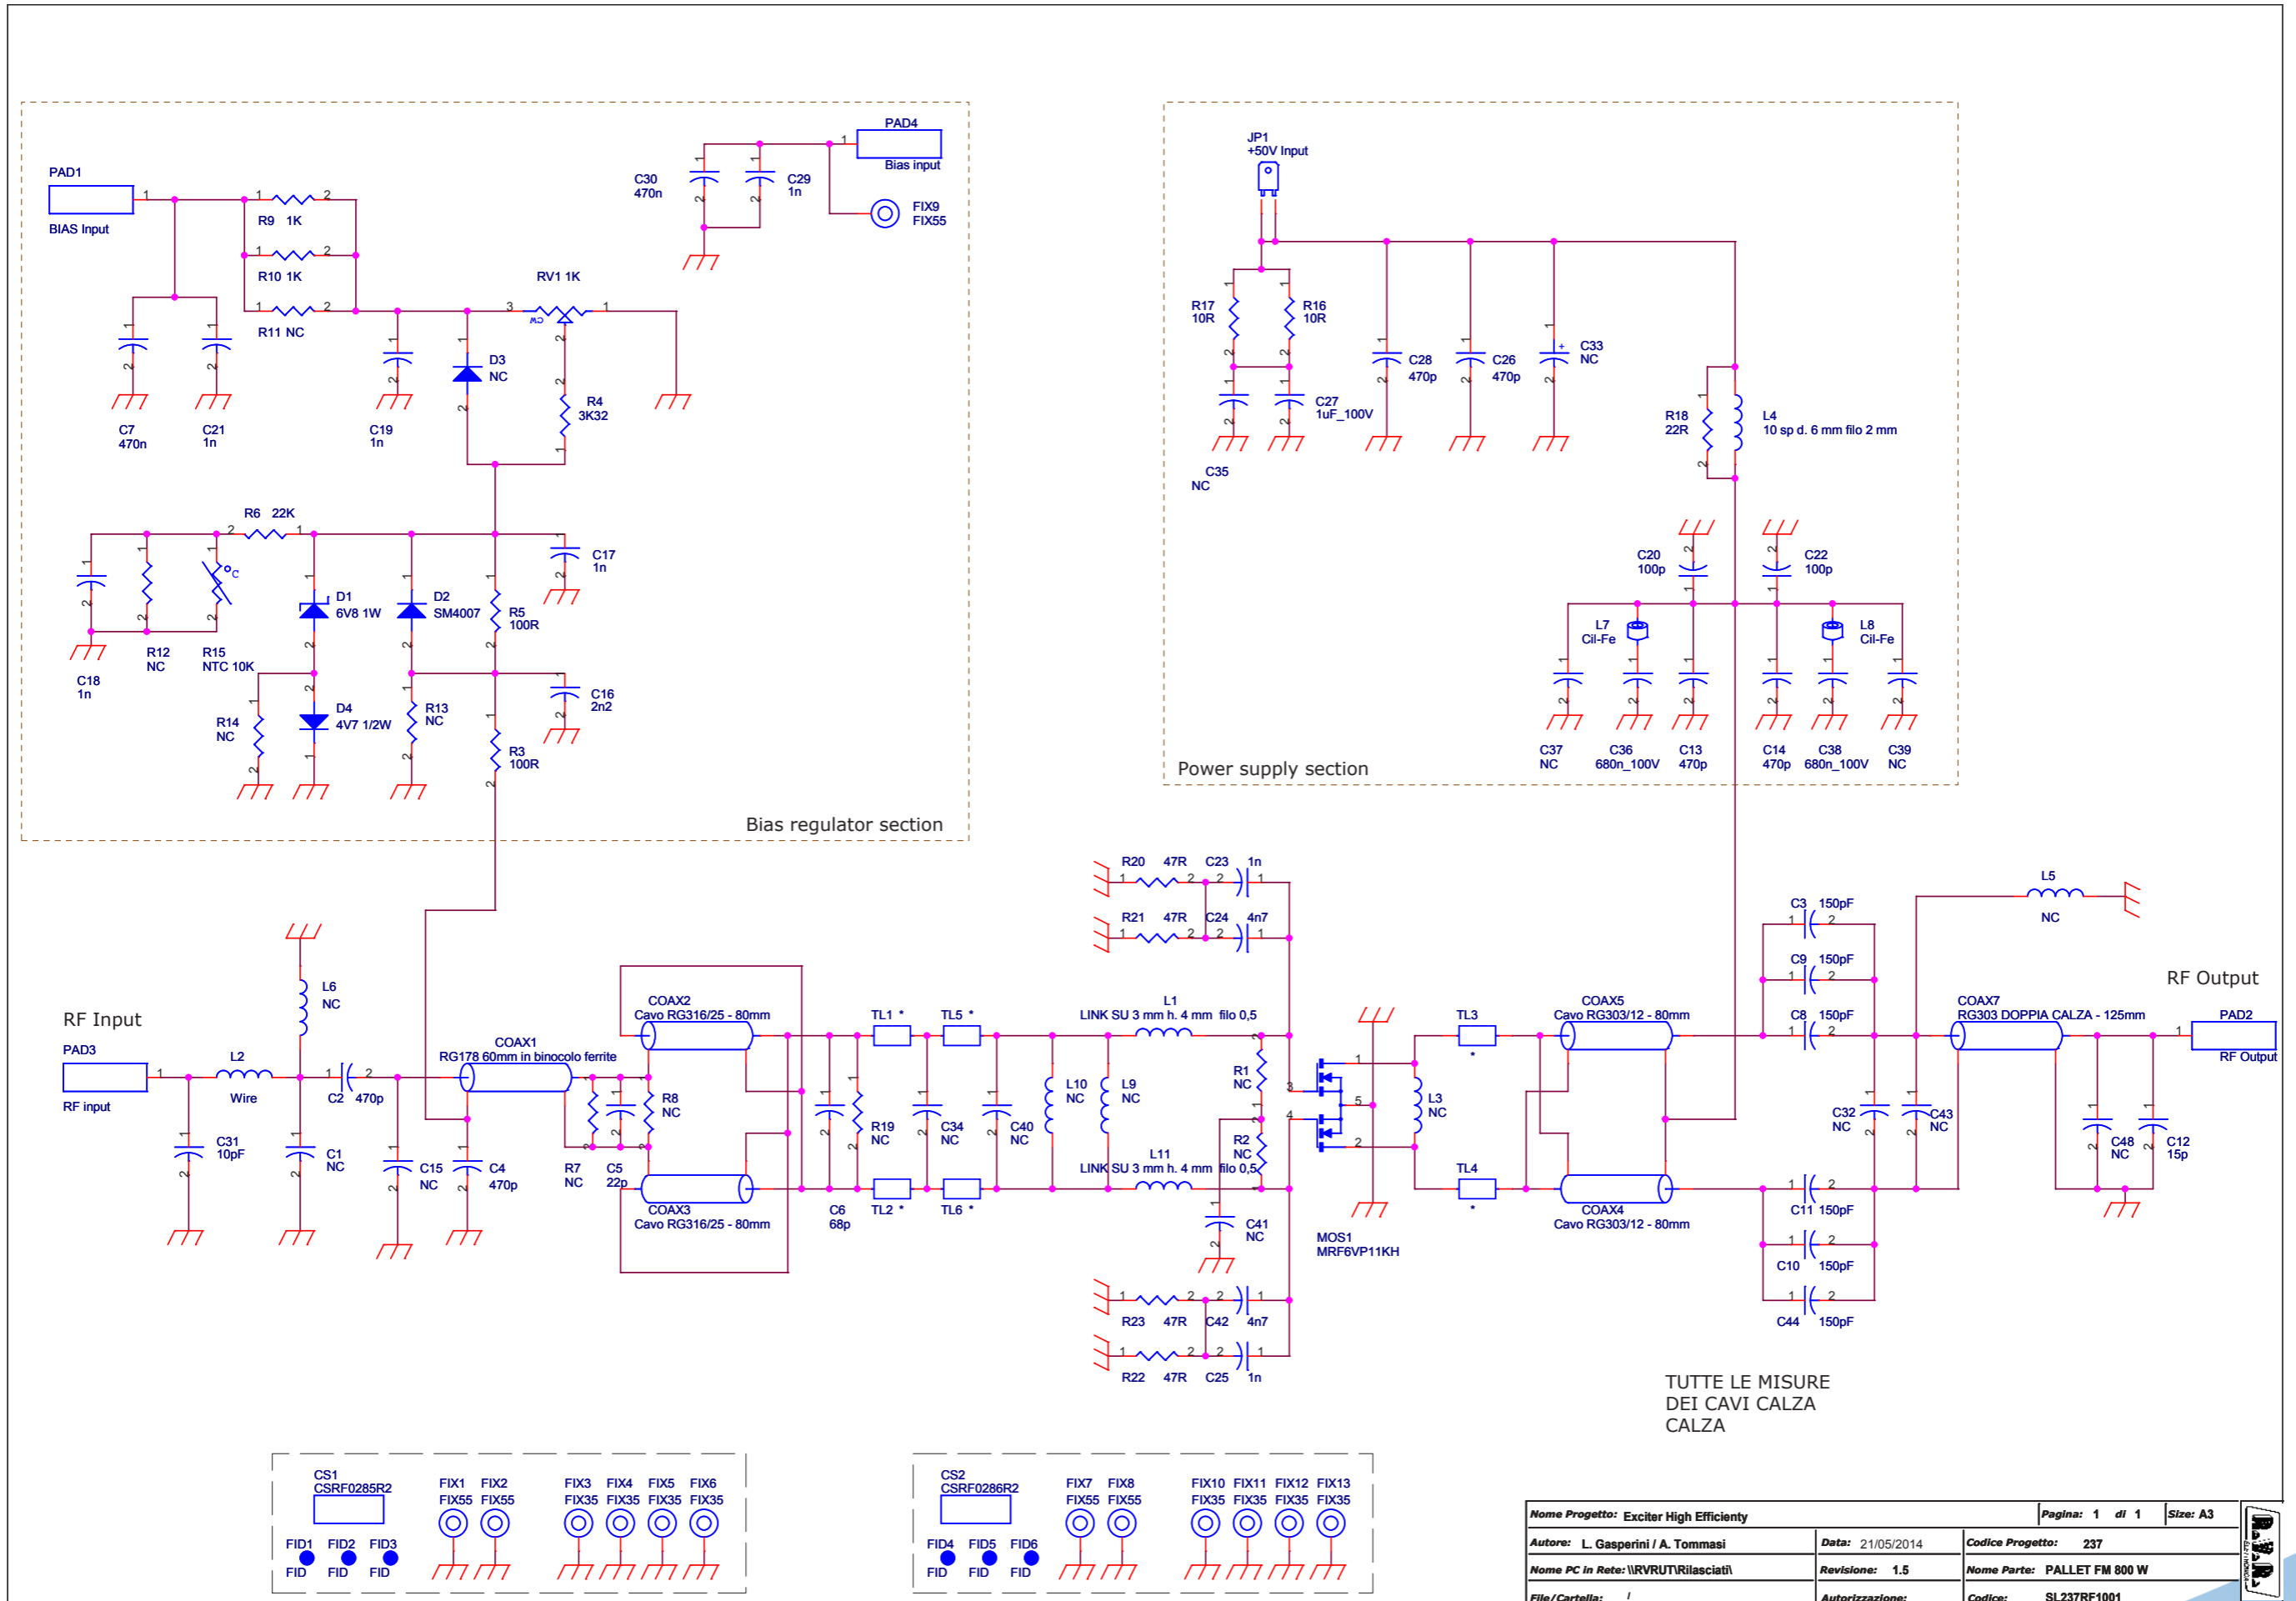 PAD4
Bias input
PAD1
BIAS Input
R9 1K
R10 1K
R11 NC
C7
470n
C21
1n
C19
1n
C30
470n
C29
1n
FIX9
FIX55
RV1 1K
CW
D3
NC
R4
3K32
R6 22K
°C
C17
1n
D1
6V8 1W
D2
SM4007
R5
100R
C18
1n
R12
NC
R15
NTC 10K
R14
NC
D4
4V7 1/2W
R13
NC
C16
2n2
R3
100R
Bias regulator section
JP1
+50V Input
R17
10R
R16
10R
C28
470p
C26
470p
C33
NC
C27
1uF_100V
C35
NC
R18
22R
L4
10 sp d. 6 mm filo 2 mm
C20
100p
C22
100p
L7
Cil-Fe
L8
Cil-Fe
C37
NC
C36
680n_100V
C13
470p
C14
470p
C38
680n_100V
C39
NC
Power supply section
R20 47R C23 1n
R21 47R C24 4n7
L6
NC
RF Input
PAD3
RF input
L2
Wire
C2 470p
C31
10pF
C1
NC
C15
NC
C4
470p
COAX1
RG178 60mm in binocolo ferrite
R7
NC
C5
22p
R8
NC
COAX2
Cavo RG316/25 - 80mm
COAX3
Cavo RG316/25 - 80mm
C6
68p
R19
NC
TL1 *
TL5 *
TL2 *
TL6 *
C34
NC
C40
NC
L10
NC
L9
NC
L1
LINK SU 3 mm h. 4 mm filo 0,5
L11
LINK SU 3 mm h. 4 mm filo 0,5
R1
NC
R2
NC
C41
NC
MOS1
MRF6VP11KH
L3
NC
TL3
*
TL4
*
COAX5
Cavo RG303/12 - 80mm
COAX4
Cavo RG303/12 - 80mm
C3 150pF
C9 150pF
C8 150pF
C11 150pF
C10 150pF
C44 150pF
L5
NC
C32
NC
C43
NC
COAX7
RG303 DOPPIA CALZA - 125mm
RF Output
PAD2
RF Output
C48
NC
C12
15p
R23 47R C42 4n7
R22 47R C25 1n
TUTTE LE MISURE
DEI CAVI CALZA
CALZA
CS1
CSRF0285R2
FID1 FID2 FID3
FID FID FID
FIX1 FIX2 FIX3 FIX4 FIX5 FIX6
FIX55 FIX55 FIX35 FIX35 FIX35 FIX35
CS2
CSRF0286R2
FID4 FID5 FID6
FID FID FID
FIX7 FIX8 FIX10 FIX11 FIX12 FIX13
FIX55 FIX55 FIX35 FIX35 FIX35 FIX35
Nome Progetto: Exciter High Efficienty Pagina: 1 di 1 Size: A3
Autore: L. Gasperini / A. Tommasi Data: 21/05/2014 Codice Progetto: 237
Nome PC in Rete: \\RVRUT\Rilasciati\ Revisione: 1.5 Nome Parte: PALLET FM 800 W
File/Cartella: / Autorizzazione: Codice: SL237RF1001
R.V.R.